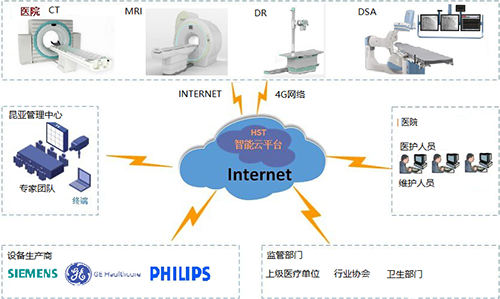 医院 CT
MRI
DR
DSA
INTERNET
4G网络
昆亚管理中心
专家团队
终端
HST
智能云平台
Internet
医院
医护人员
维护人员
设备生产商
SIEMENS
GE Healthcare
PHILIPS
监管部门
上级医疗单位 行业协会 卫生部门